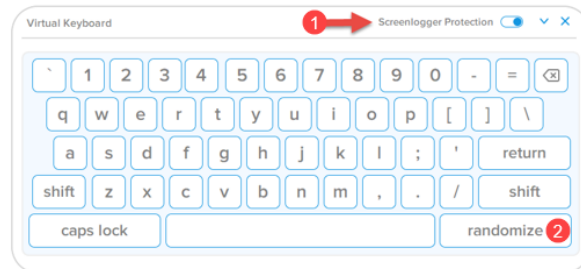 Virtual Keyboard 1 Screenlogger Protection
` 1 2 3 4 5 6 7 8 9 0 - =
q w e r t y u i o p [ ] \
a s d f g h j k l ; ' return
shift z x c v b n m , . / shift
caps lock randomize 2